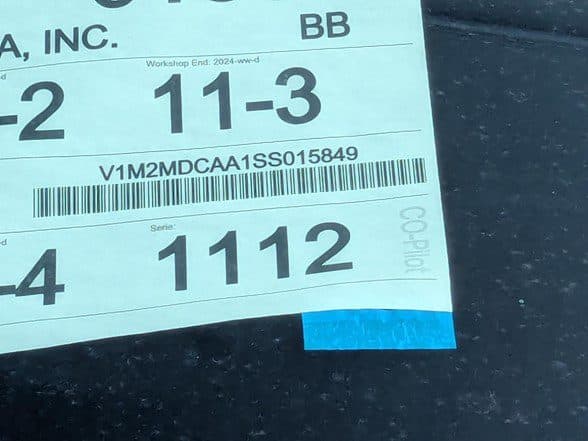 A, INC.
BB
Workshop End: 2024-ww-d
-2
11-3
V1M2MDCAA1SS015849
Serie:
-4
1112
CO-Pilot